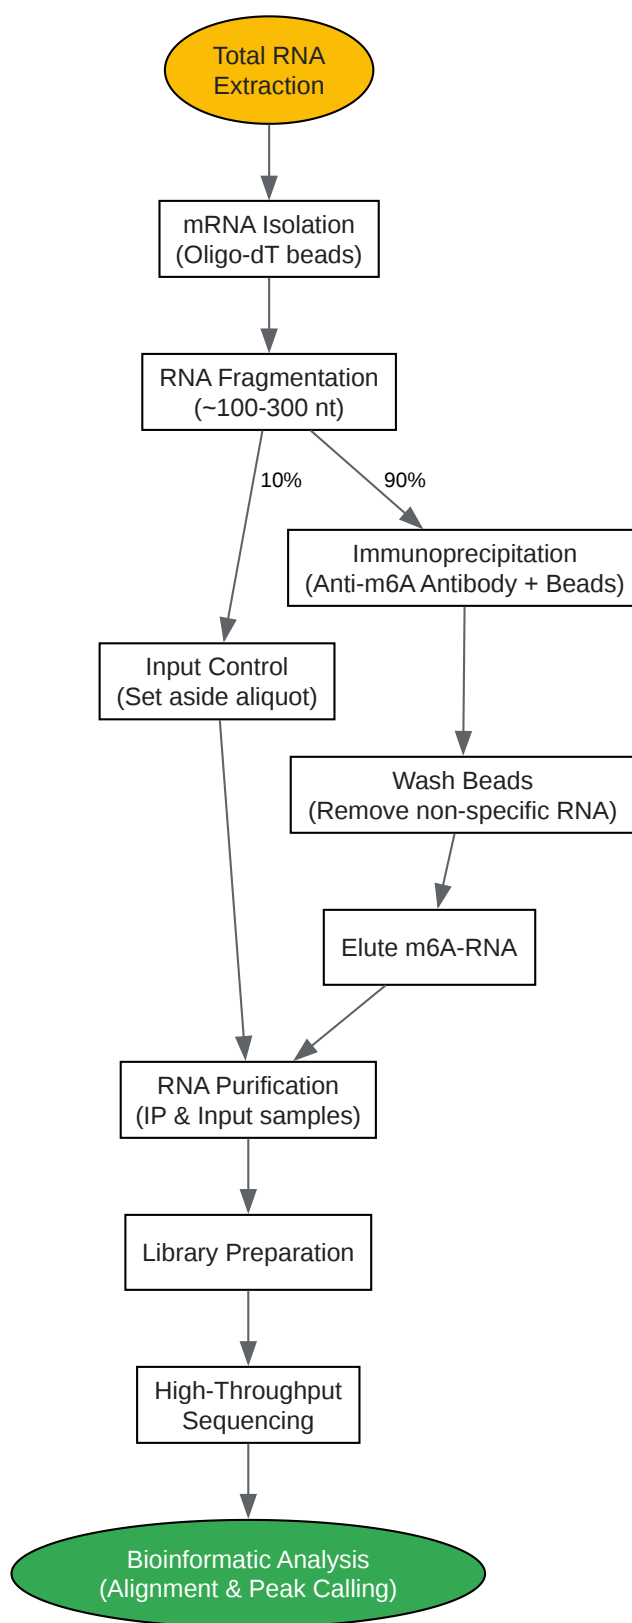 Total RNA
Extraction
mRNA Isolation
(Oligo-dT beads)
RNA Fragmentation
(~100-300 nt)
10%
90%
Immunoprecipitation
(Anti-m6A Antibody + Beads)
Input Control
(Set aside aliquot)
Wash Beads
(Remove non-specific RNA)
Elute m6A-RNA
RNA Purification
(IP & Input samples)
Library Preparation
High-Throughput
Sequencing
Bioinformatic Analysis
(Alignment & Peak Calling)